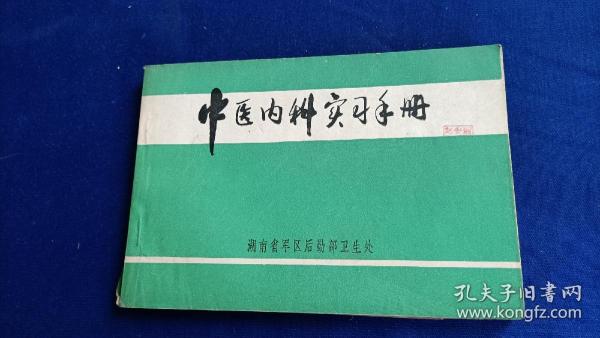 中医内科实习手册
湖南省军区后勤部卫生处
孔夫子旧書网
www.kongfz.com